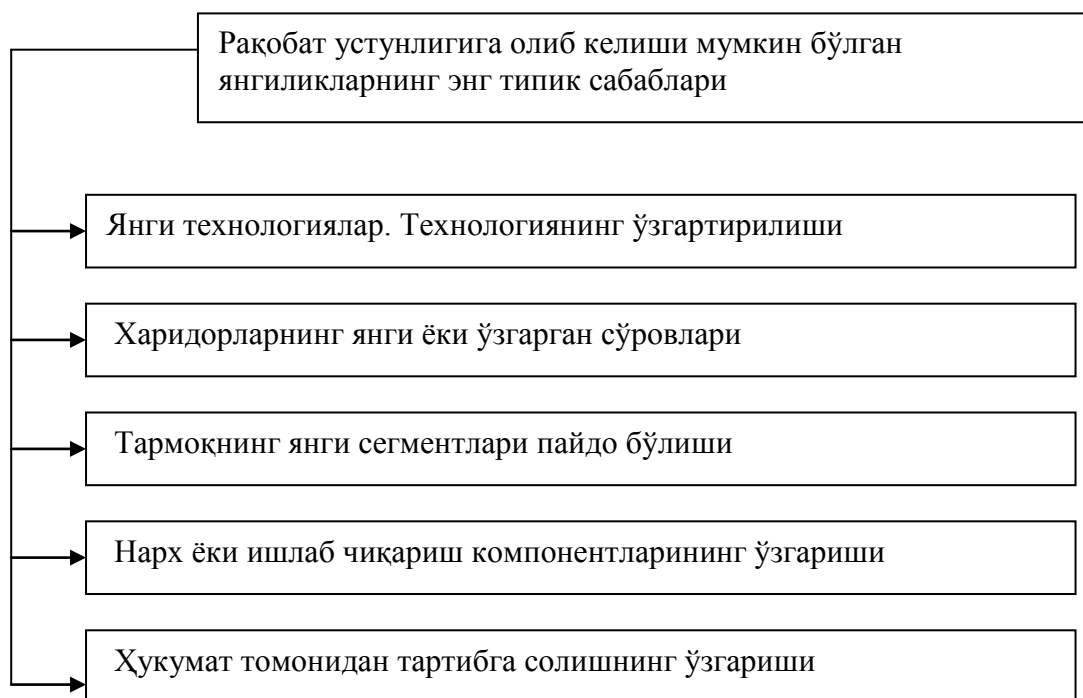 Рақобат устунлигига олиб келиши мумкин бўлган
янгиликларнинг энг типик сабаблари
Янги технологиялар. Технологиянинг ўзгартирилиши
Харидорларнинг янги ёки ўзгарган сўровлари
Тармоқнинг янги сегментлари пайдо бўлиши
Нарх ёки ишлаб чиқариш компонентларининг ўзгариши
Ҳукумат томонидан тартибга солишнинг ўзгариши